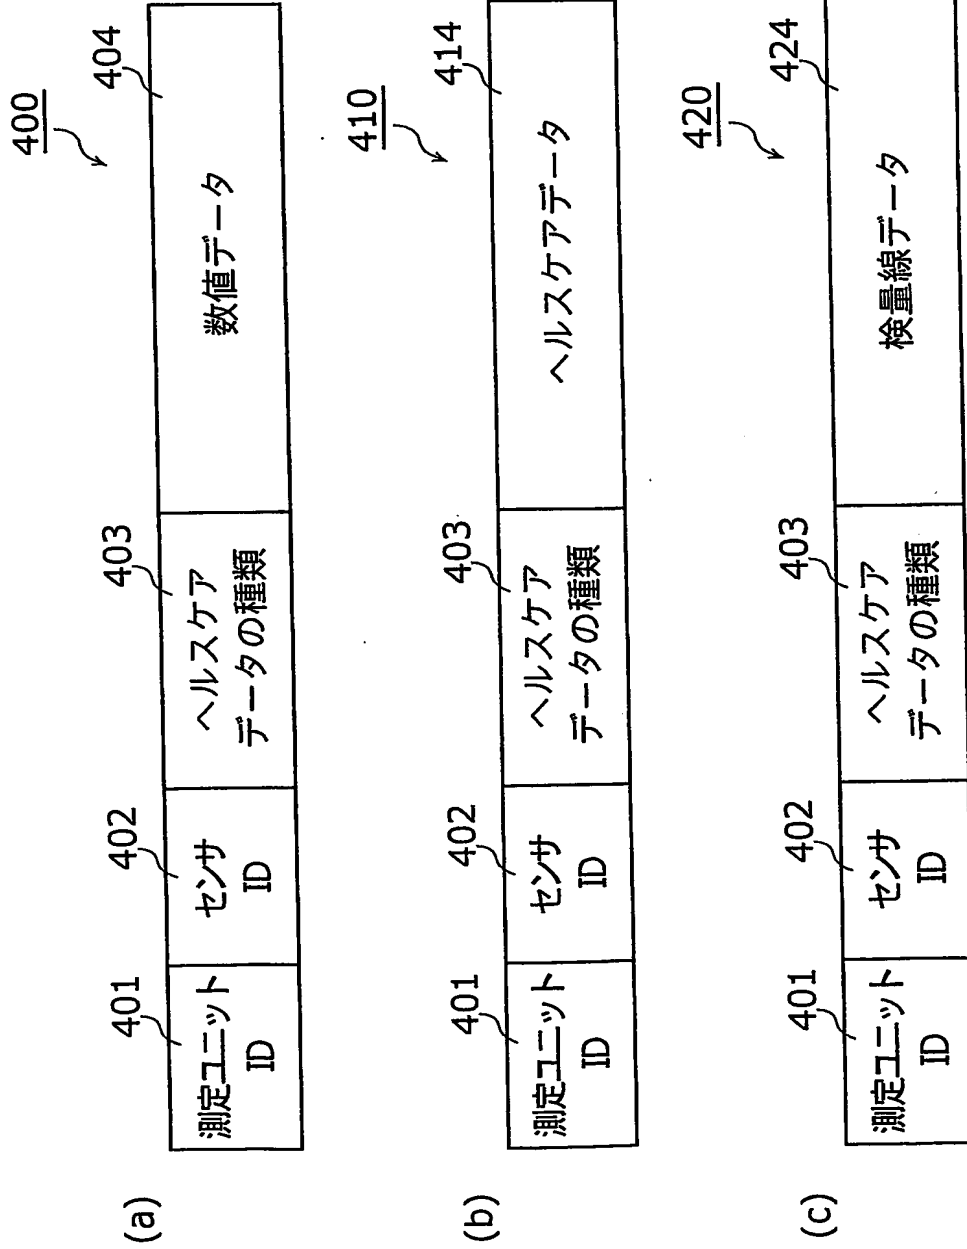 (a)
400
401
402
403
404
測定ユニット
ID
センサ
ID
ヘルスケア
データの種類
数値データ
(b)
410
401
402
403
414
測定ユニット
ID
センサ
ID
ヘルスケア
データの種類
ヘルスケアデータ
(c)
420
401
402
403
424
測定ユニット
ID
センサ
ID
ヘルスケア
データの種類
検量線データ